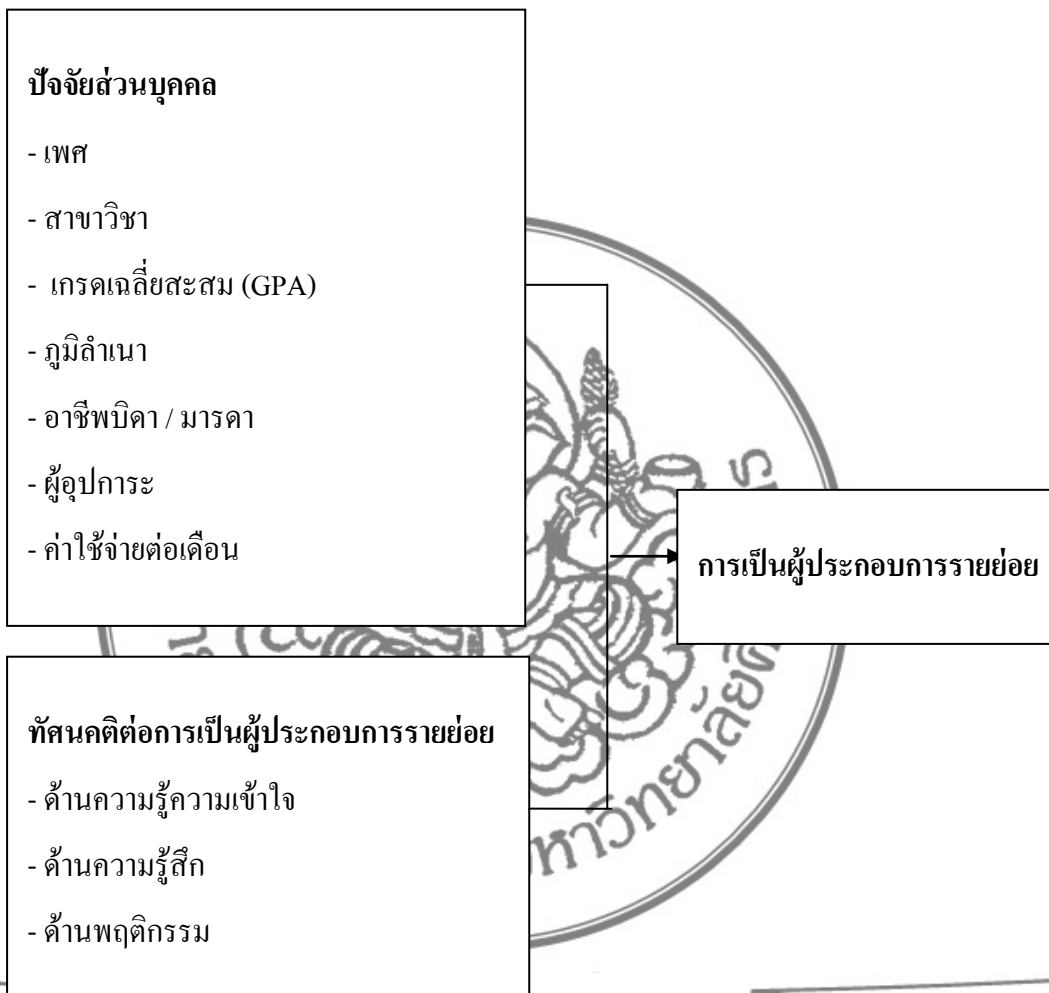 ปัจจัยส่วนบุคคล
- เพศ
- สาขาวิชา
- เกรดเฉลี่ยสะสม (GPA)
- ภูมิลำเนา
- อาชีพบิดา / มารดา
- ผู้อุปการะ
- ค่าใช้จ่ายต่อเดือน
การเป็นผู้ประกอบการรายย่อย
ทัศนคติต่อการเป็นผู้ประกอบการรายย่อย
- ด้านความรู้ความเข้าใจ
- ด้านความรู้สึก
- ด้านพฤติกรรม